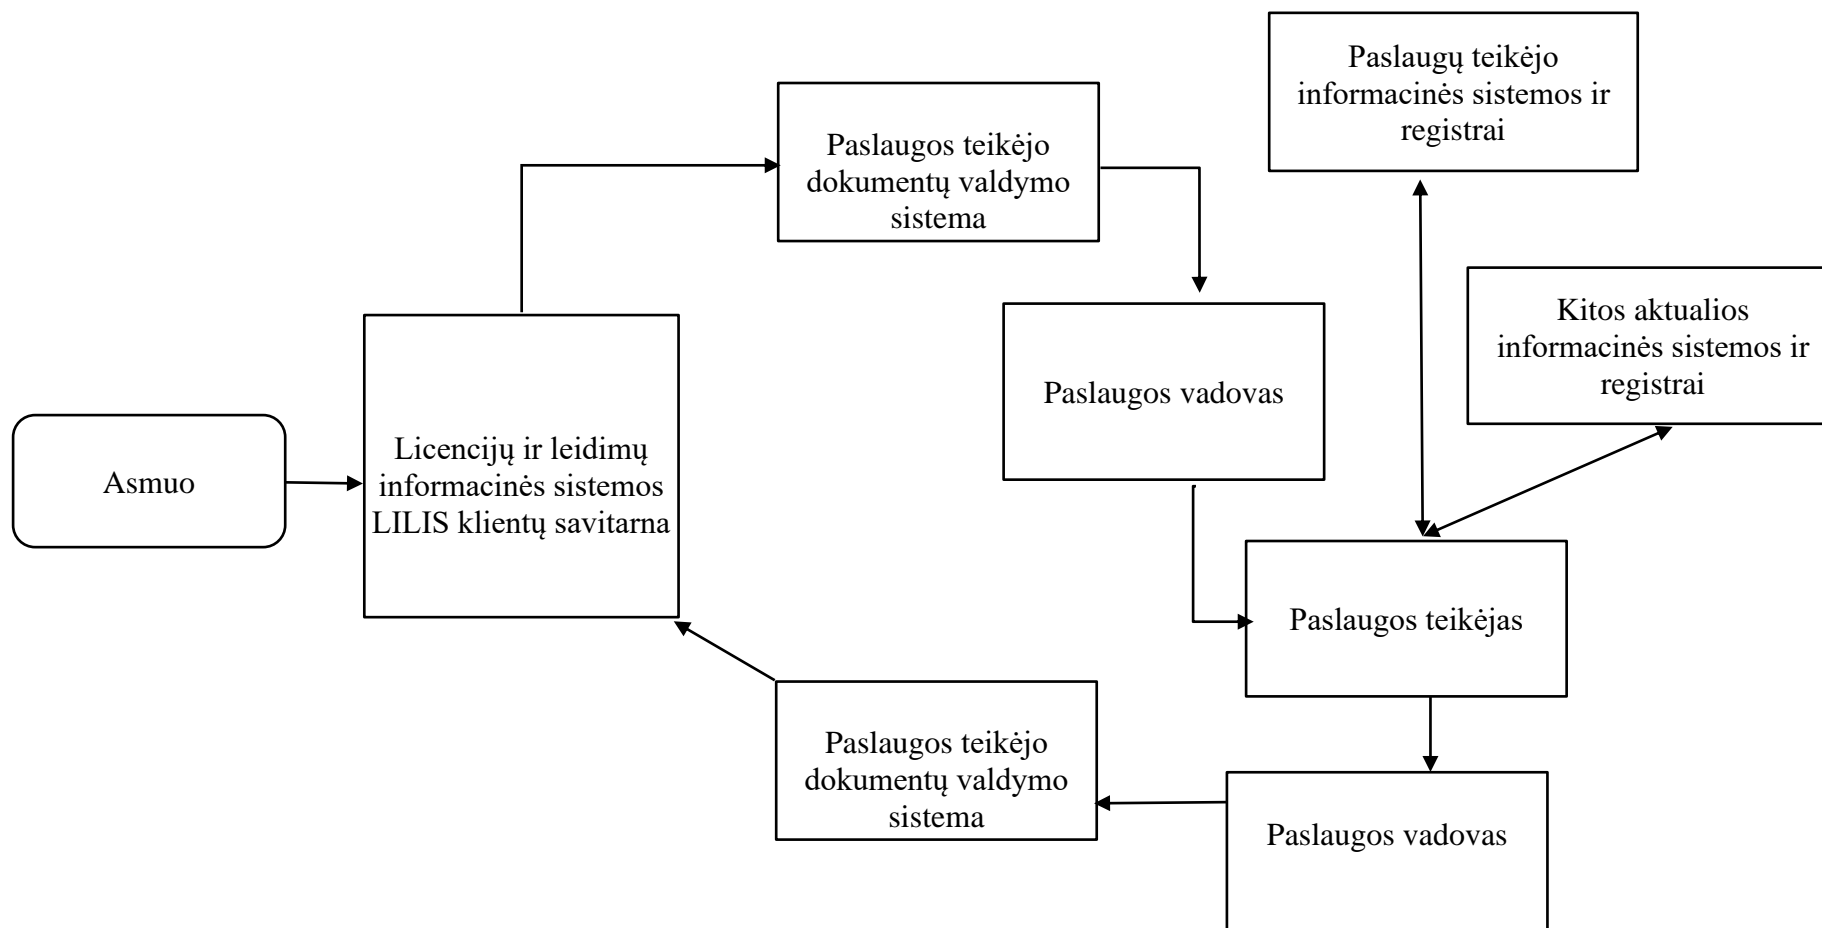 Paslaugų teikėjo
informacinės sistemos ir
registrai
Paslaugos teikėjo
dokumentų valdymo
sistema
Kitos aktualios
informacinės sistemos ir
registrai
Paslaugos vadovas
Licencijų ir leidimų
informacinės sistemos
LILIS klientų savitarna
Asmuo
Paslaugos teikėjas
Paslaugos teikėjo
dokumentų valdymo
sistema
Paslaugos vadovas